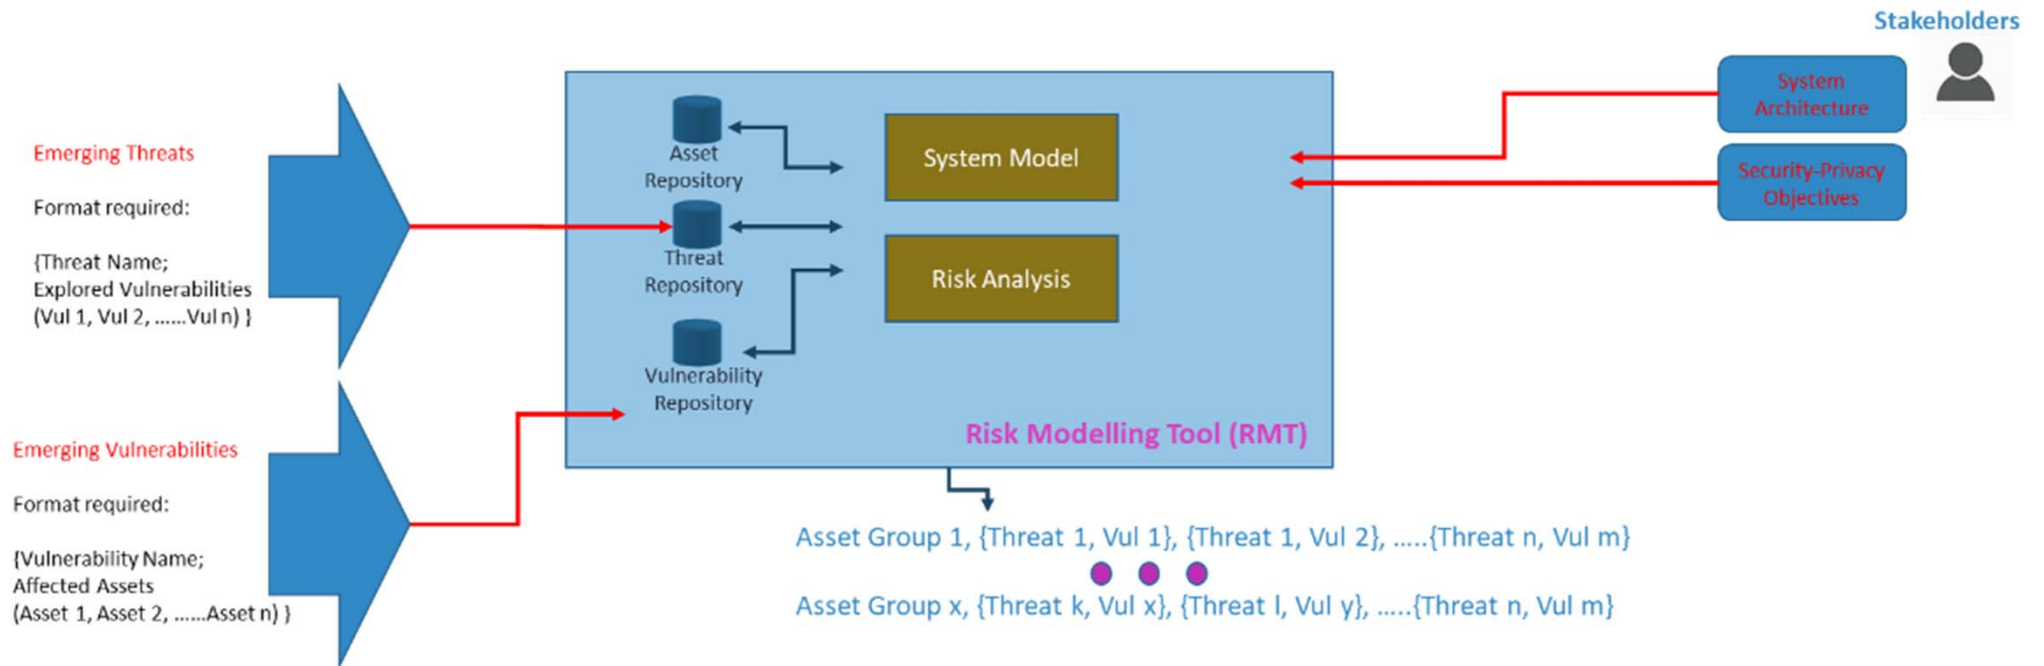 Stakeholders
System
Architecture
Security-Privacy
Objectives
Emerging Threats
Format required:
{Threat Name;
Explored Vulnerabilities
(Vul 1, Vul 2, ......Vul n) }
Emerging Vulnerabilities
Format required:
{Vulnerability Name;
Affected Assets
(Asset 1, Asset 2, ......Asset n) }
Asset
Repository
Threat
Repository
Vulnerability
Repository
System Model
Risk Analysis
Risk Modelling Tool (RMT)
Asset Group 1, {Threat 1, Vul 1}, {Threat 1, Vul 2}, .....{Threat n, Vul m}
Asset Group x, {Threat k, Vul x}, {Threat l, Vul y}, .....{Threat n, Vul m}